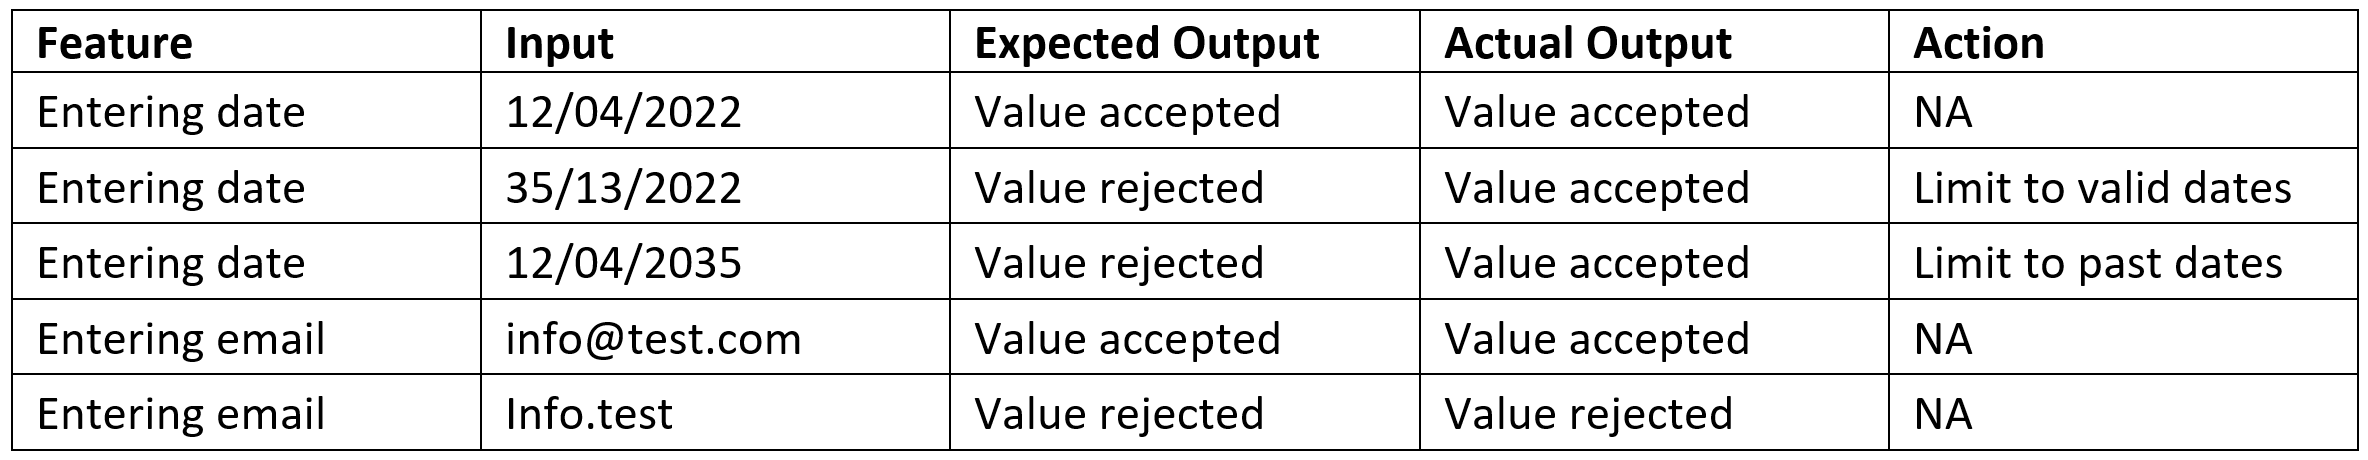 Feature Input Expected Output Actual Output Action
Entering date 12/04/2022 Value accepted Value accepted NA
Entering date 35/13/2022 Value rejected Value accepted Limit to valid dates
Entering date 12/04/2035 Value rejected Value accepted Limit to past dates
Entering email info@test.com Value accepted Value accepted NA
Entering email Info.test Value rejected Value rejected NA